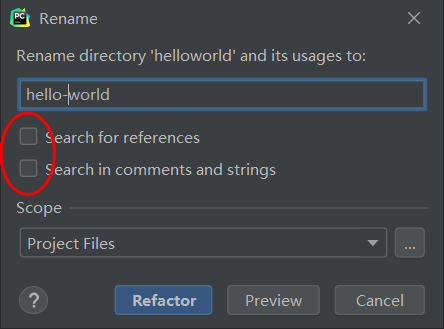 PC
Rename
Rename directory 'helloworld' and its usages to:
hello-world
Search for references
Search in comments and strings
Scope
Project Files
...
?
Refactor
Preview
Cancel